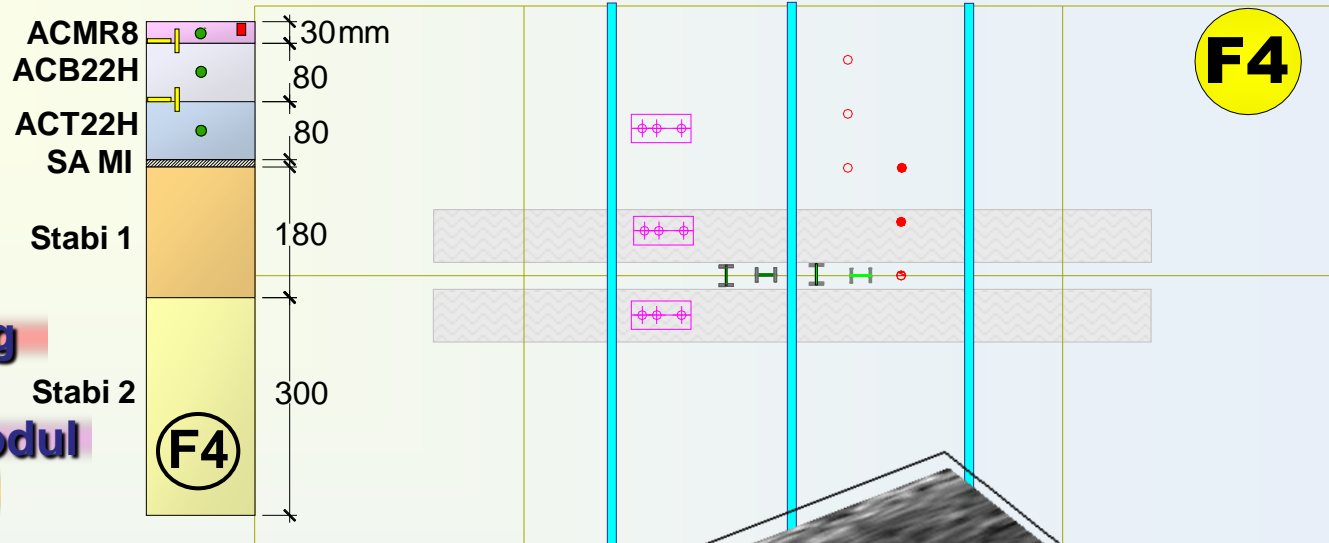 ACMR8
30mm
F4
ACB22H
80
ACT22H
80
SA MI
Stabi 1
180
Stabi 2
300
F4